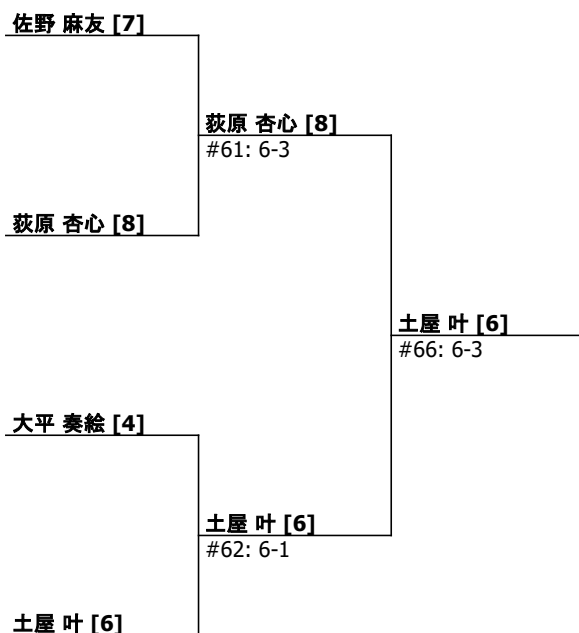 佐野 麻友 [7]
荻原 杏心 [8]
#61: 6-3
荻原 杏心 [8]
土屋 叶 [6]
#66: 6-3
大平 奏絵 [4]
土屋 叶 [6]
#62: 6-1
土屋 叶 [6]